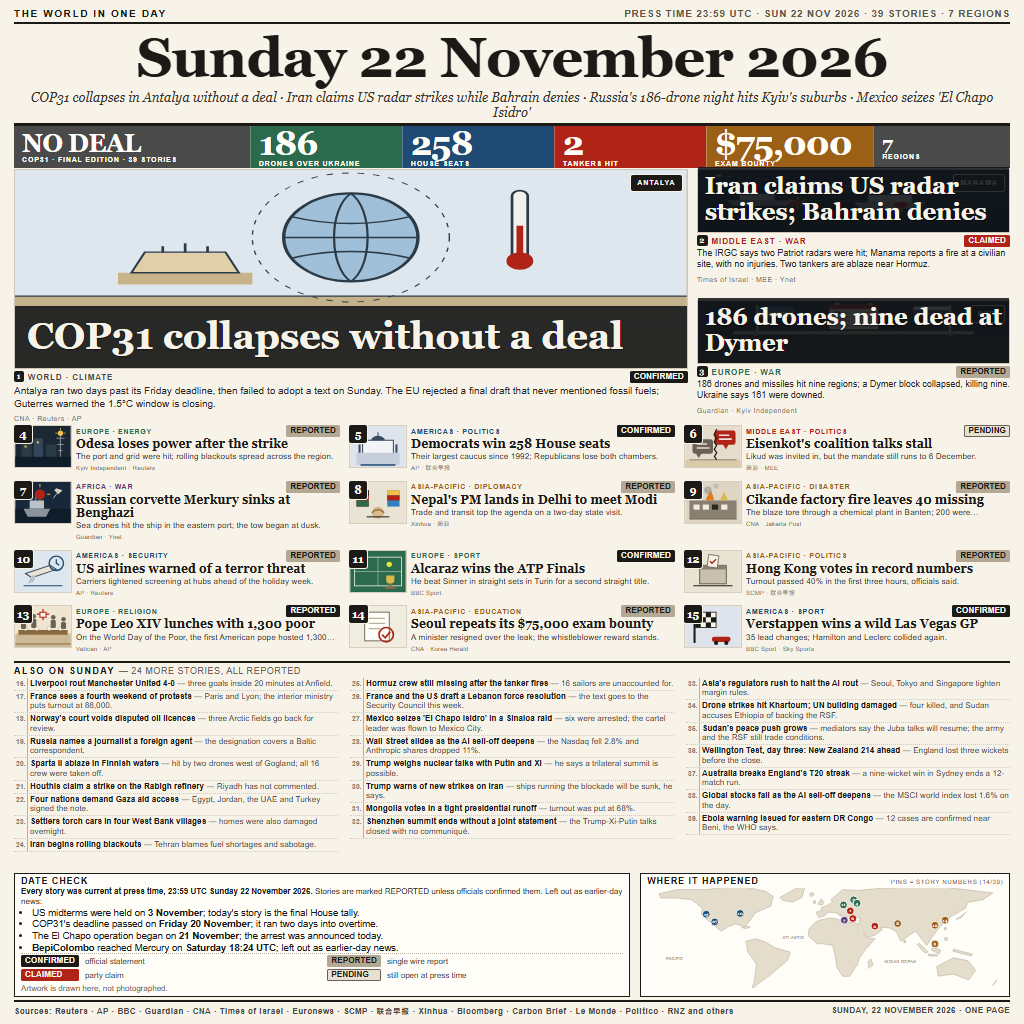 THE WORLD IN ONE DAY
PRESS TIME 23:59 UTC · SUN 22 NOV 2026 · 39 STORIES · 7 REGIONS
Sunday 22 November 2026
COP31 collapses in Antalya without a deal · Iran claims US radar strikes while Bahrain denies · Russia's 186-drone night hits Kyiv's suburbs · Mexico seizes 'El Chapo
Isidro'
NO DEAL
COP31 · FINAL EDITION · 39 STORIES
186
DRONES OVER UKRAINE
258
HOUSE SEATS
2
TANKERS HIT
$75,000
EXAM BOUNTY
7
REGIONS
ANTALYA
COP31 collapses without a deal
1 WORLD · CLIMATE
CONFIRMED
Antalya ran two days past its Friday deadline, then failed to adopt a text on Sunday. The EU rejected a final draft that never mentioned fossil fuels;
Guterres warned the 1.5°C window is closing.
CNA · Reuters · AP
MANAMA
Iran claims US radar
strikes; Bahrain denies
2 MIDDLE EAST · WAR
CLAIMED
The IRGC says two Patriot radars were hit; Manama reports a fire at a civilian
site, with no injuries. Two tankers are ablaze near Hormuz.
Times of Israel · MEE · Ynet
186 drones; nine dead at
Dymer
3 EUROPE · WAR
REPORTED
186 drones and missiles hit nine regions; a Dymer block collapsed, killing nine.
Ukraine says 161 were downed.
Guardian · Kyiv Independent
4
EUROPE · ENERGY
REPORTED
Odesa loses power after the strike
The port and grid were hit; rolling blackouts spread across the region.
Kyiv Independent · Reuters
5
AMERICAS · POLITICS
CONFIRMED
Democrats win 258 House seats
Their largest caucus since 1992; Republicans lose both chambers.
AP · 联合早报
6
MIDDLE EAST · POLITICS
PENDING
Eisenkot's coalition talks stall
Likud was invited in, but the mandate still runs to 6 December.
新浪 · MEE
7
AFRICA · WAR
REPORTED
Russian corvette Merkury sinks at
Benghazi
Sea drones hit the ship in the eastern port; the tow began at dusk.
Guardian · Ynet
8
ASIA-PACIFIC · DIPLOMACY
REPORTED
Nepal's PM lands in Delhi to meet Modi
Trade and transit top the agenda on a two-day state visit.
Xinhua · 新浪
9
ASIA-PACIFIC · DISASTER
REPORTED
Cikande factory fire leaves 40 missing
The blaze tore through a chemical plant in Banten; 200 were…
CNA · Jakarta Post
10
AMERICAS · SECURITY
REPORTED
US airlines warned of a terror threat
Carriers tightened screening at hubs ahead of the holiday week.
AP · Reuters
11
EUROPE · SPORT
CONFIRMED
Alcaraz wins the ATP Finals
He beat Sinner in straight sets in Turin for a second straight title.
BBC Sport
12
ASIA-PACIFIC · POLITICS
REPORTED
Hong Kong votes in record numbers
Turnout passed 40% in the first three hours, officials said.
SCMP · 联合早报
13
EUROPE · RELIGION
REPORTED
Pope Leo XIV lunches with 1,300 poor
On the World Day of the Poor, the first American pope hosted 1,300…
Vatican · AP
14
ASIA-PACIFIC · EDUCATION
REPORTED
Seoul repeats its $75,000 exam bounty
A minister resigned over the leak; the whistleblower reward stands.
CNA · Korea Herald
15
AMERICAS · SPORT
CONFIRMED
Verstappen wins a wild Las Vegas GP
35 lead changes; Hamilton and Leclerc collided again.
BBC Sport · Sky Sports
ALSO ON SUNDAY — 24 MORE STORIES, ALL REPORTED
16. Liverpool rout Manchester United 4-0 — three goals inside 20 minutes at Anfield.
17. France sees a fourth weekend of protests — Paris and Lyon; the interior ministry
puts turnout at 88,000.
18. Norway's court voids disputed oil licences — three Arctic fields go back for
review.
19. Russia names a journalist a foreign agent — the designation covers a Baltic
correspondent.
20. Sparta II ablaze in Finnish waters — hit by two drones west of Gogland; all 16
crew were taken off.
21. Houthis claim a strike on the Rabigh refinery — Riyadh has not commented.
22. Four nations demand Gaza aid access — Egypt, Jordan, the UAE and Turkey
signed the note.
23. Settlers torch cars in four West Bank villages — homes were also damaged
overnight.
24. Iran begins rolling blackouts — Tehran blames fuel shortages and sabotage.
25. Hormuz crew still missing after the tanker fires — 16 sailors are unaccounted for.
26. France and the US draft a Lebanon force resolution — the text goes to the
Security Council this week.
27. Mexico seizes 'El Chapo Isidro' in a Sinaloa raid — six were arrested; the cartel
leader was flown to Mexico City.
28. Wall Street slides as the AI sell-off deepens — the Nasdaq fell 2.8% and
Anthropic shares dropped 11%.
29. Trump weighs nuclear talks with Putin and Xi — he says a trilateral summit is
possible.
30. Trump warns of new strikes on Iran — ships running the blockade will be sunk, he
says.
31. Mongolia votes in a tight presidential runoff — turnout was put at 68%.
32. Shenzhen summit ends without a joint statement — the Trump-Xi-Putin talks
closed with no communiqué.
33. Asia's regulators rush to halt the AI rout — Seoul, Tokyo and Singapore tighten
margin rules.
34. Drone strikes hit Khartoum; UN building damaged — four killed, and Sudan
accuses Ethiopia of backing the RSF.
35. Sudan's peace push grows — mediators say the Juba talks will resume; the army
and the RSF still trade conditions.
36. Wellington Test, day three: New Zealand 214 ahead — England lost three wickets
before the close.
37. Australia breaks England's T20 streak — a nine-wicket win in Sydney ends a 12-
match run.
38. Global stocks fall as the AI sell-off deepens — the MSCI world index lost 1.6% on
the day.
39. Ebola warning issued for eastern DR Congo — 12 cases are confirmed near
Beni, the WHO says.
DATE CHECK
Every story was current at press time, 23:59 UTC Sunday 22 November 2026. Stories are marked REPORTED unless officials confirmed them. Left out as earlier-day
news:
• US midterms were held on 3 November; today's story is the final House tally.
• COP31's deadline passed on Friday 20 November; it ran two days into overtime.
• The El Chapo operation began on 21 November; the arrest was announced today.
• BepiColombo reached Mercury on Saturday 18:24 UTC; left out as earlier-day news.
CONFIRMED official statement
REPORTED single wire report
CLAIMED party claim
PENDING still open at press time
Artwork is drawn here, not photographed.
WHERE IT HAPPENED
PINS = STORY NUMBERS (14/39)
ATLANTIC
PACIFIC
INDIAN OCEAN
Sources: Reuters · AP · BBC · Guardian · CNA · Times of Israel · Euronews · SCMP · 联合早报 · Xinhua · Bloomberg · Carbon Brief · Le Monde · Politico · RNZ and others
SUNDAY, 22 NOVEMBER 2026 · ONE PAGE